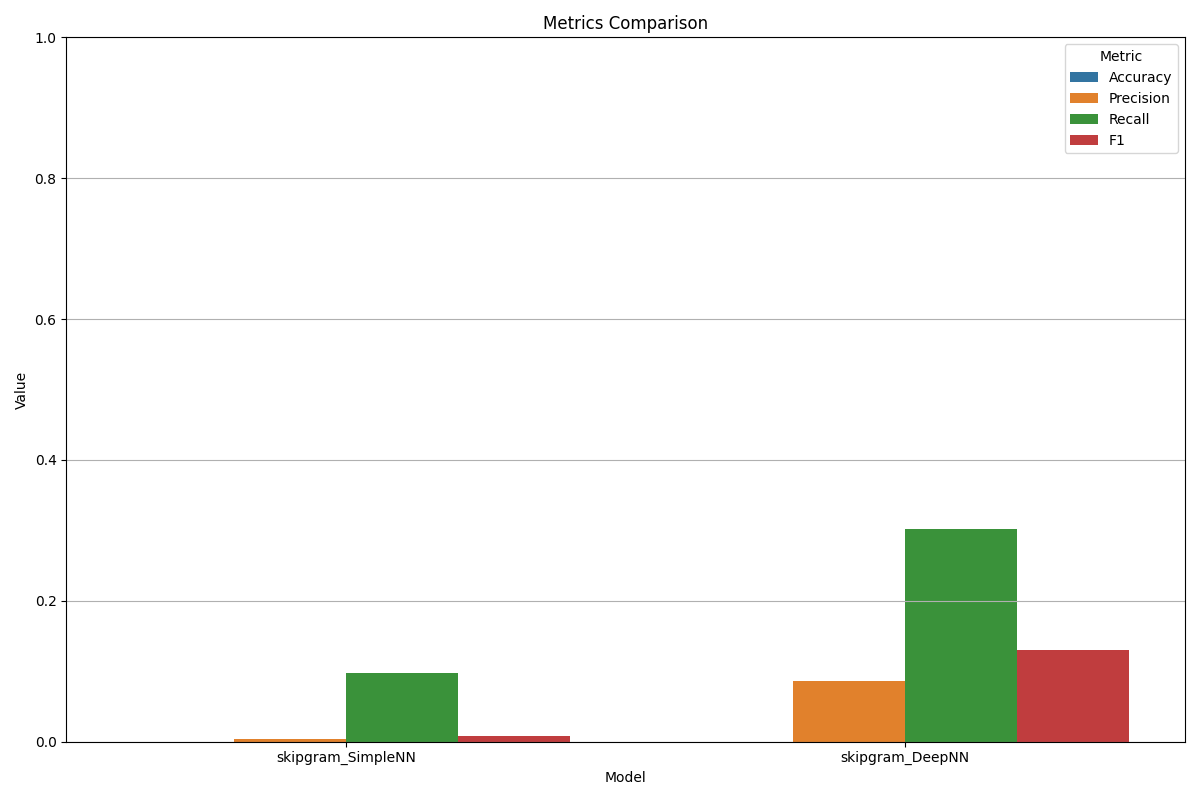 Metrics Comparison
1.0
0.8
0.6
0.4
0.2
0.0
Value
Metric
Accuracy
Precision
Recall
F1
skipgram_SimpleNN
skipgram_DeepNN
Model